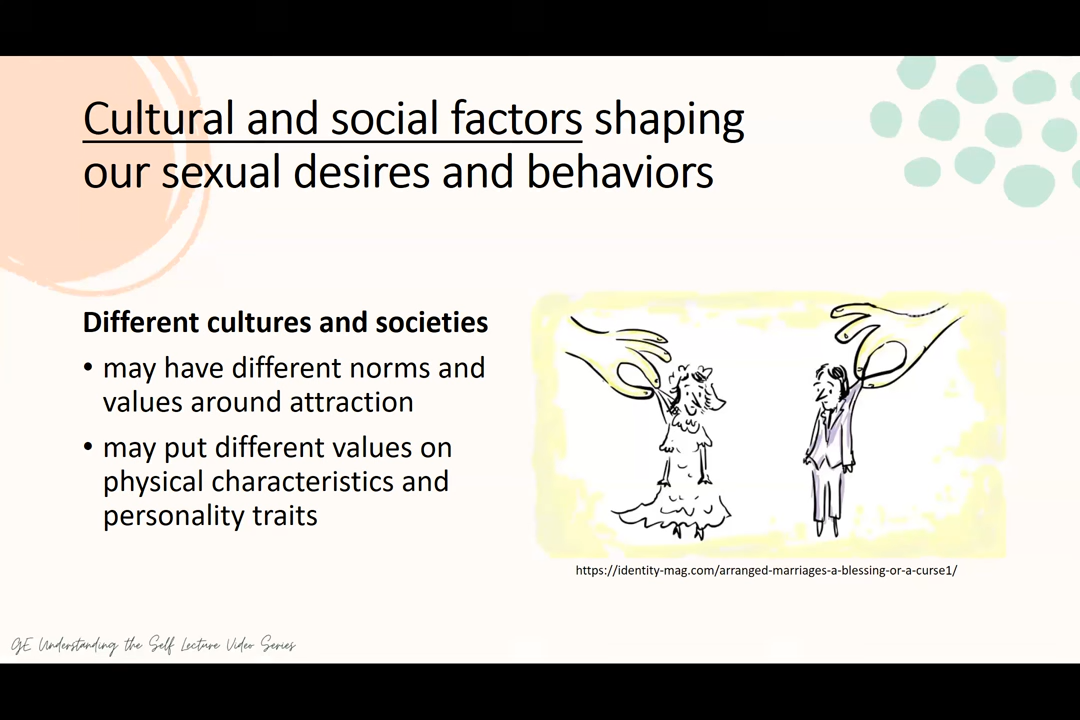 Cultural and social factors shaping
our sexual desires and behaviors
Different cultures and societies
• may have different norms and
values around attraction
• may put different values on
physical characteristics and
personality traits
https://identity-mag.com/arranged-marriages-a-blessing-or-a-curse1/
GE Understanding the Self Lecture Video Series